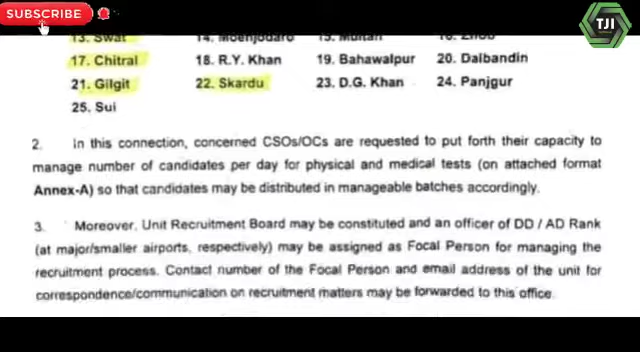 SUBSCRIBE
TJI
13. Swat 14. Moenjodaro 15. Multan 16. Zhob
17. Chitral 18. R.Y. Khan 19. Bahawalpur 20. Dalbandin
21. Gilgit 22. Skardu 23. D.G. Khan 24. Panjgur
25. Sui
2. In this connection, concerned CSOs/OCs are requested to put forth their capacity to
manage number of candidates per day for physical and medical tests (on attached format
Annex-A) so that candidates may be distributed in manageable batches accordingly.
3. Moreover, Unit Recruitment Board may be constituted and an officer of DD / AD Rank
(at major/smaller airports, respectively) may be assigned as Focal Person for managing the
recruitment process. Contact number of the Focal Person and email address of the unit for
correspondence/communication on recruitment matters may be forwarded to this office.